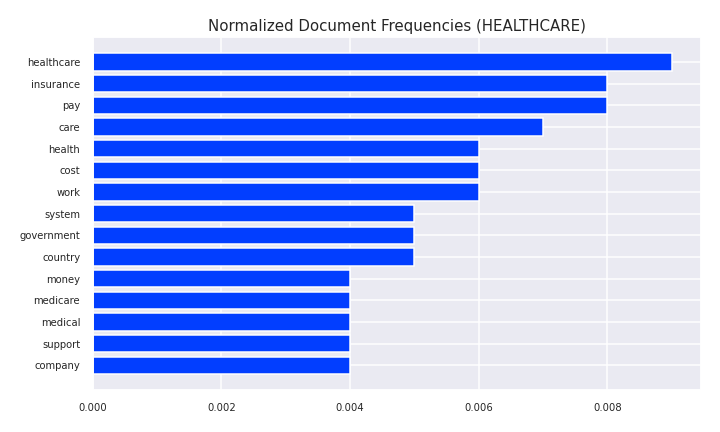 Normalized Document Frequencies (HEALTHCARE)
healthcare
insurance
pay
care
health
cost
work
system
government
country
money
medicare
medical
support
company
0.000 0.002 0.004 0.006 0.008